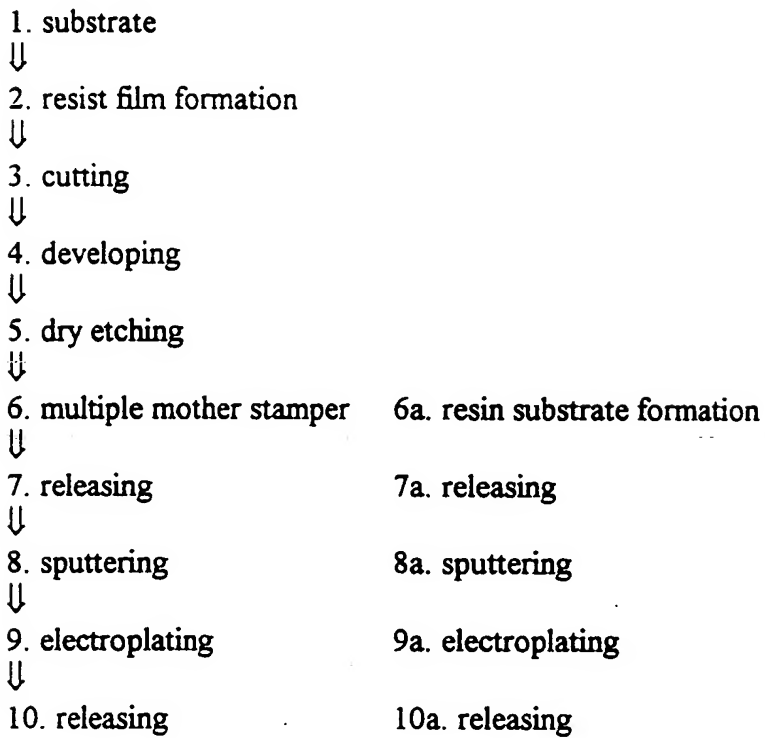 1. substrate
⇓
2. resist film formation
⇓
3. cutting
⇓
4. developing
⇓
5. dry etching
⇓
6. multiple mother stamper 6a. resin substrate formation
⇓
7. releasing 7a. releasing
⇓
8. sputtering 8a. sputtering
⇓
9. electroplating 9a. electroplating
⇓
10. releasing 10a. releasing